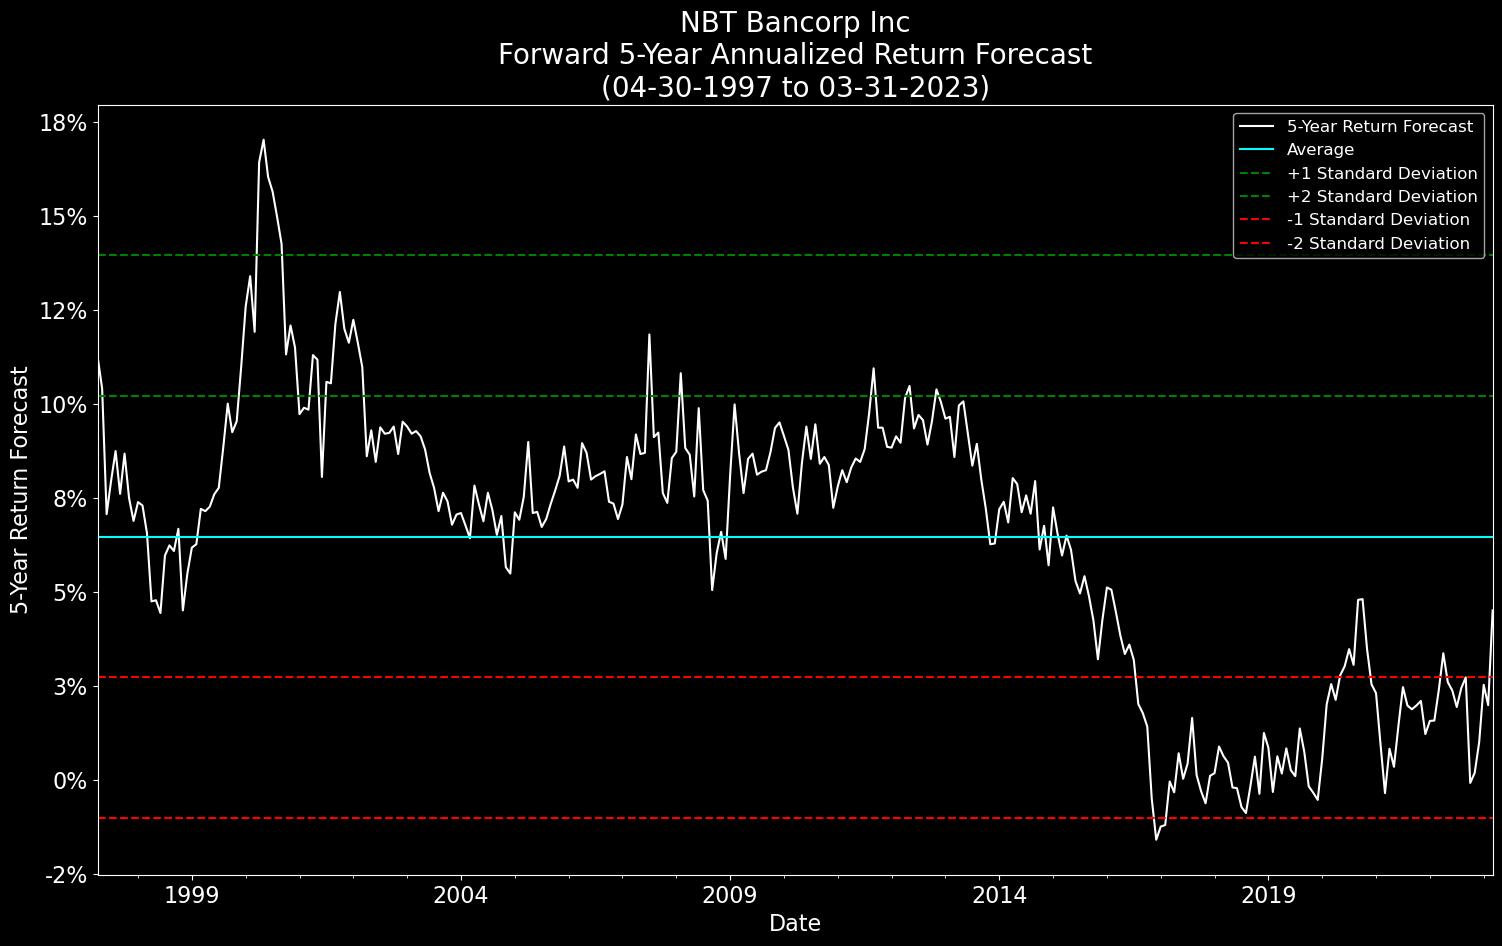 NBT Bancorp Inc
Forward 5-Year Annualized Return Forecast
(04-30-1997 to 03-31-2023)
5-Year Return Forecast
Average
+1 Standard Deviation
+2 Standard Deviation
-1 Standard Deviation
-2 Standard Deviation
18%
15%
12%
10%
8%
5%
3%
0%
-2%
5-Year Return Forecast
1999
2004
2009
2014
2019
Date